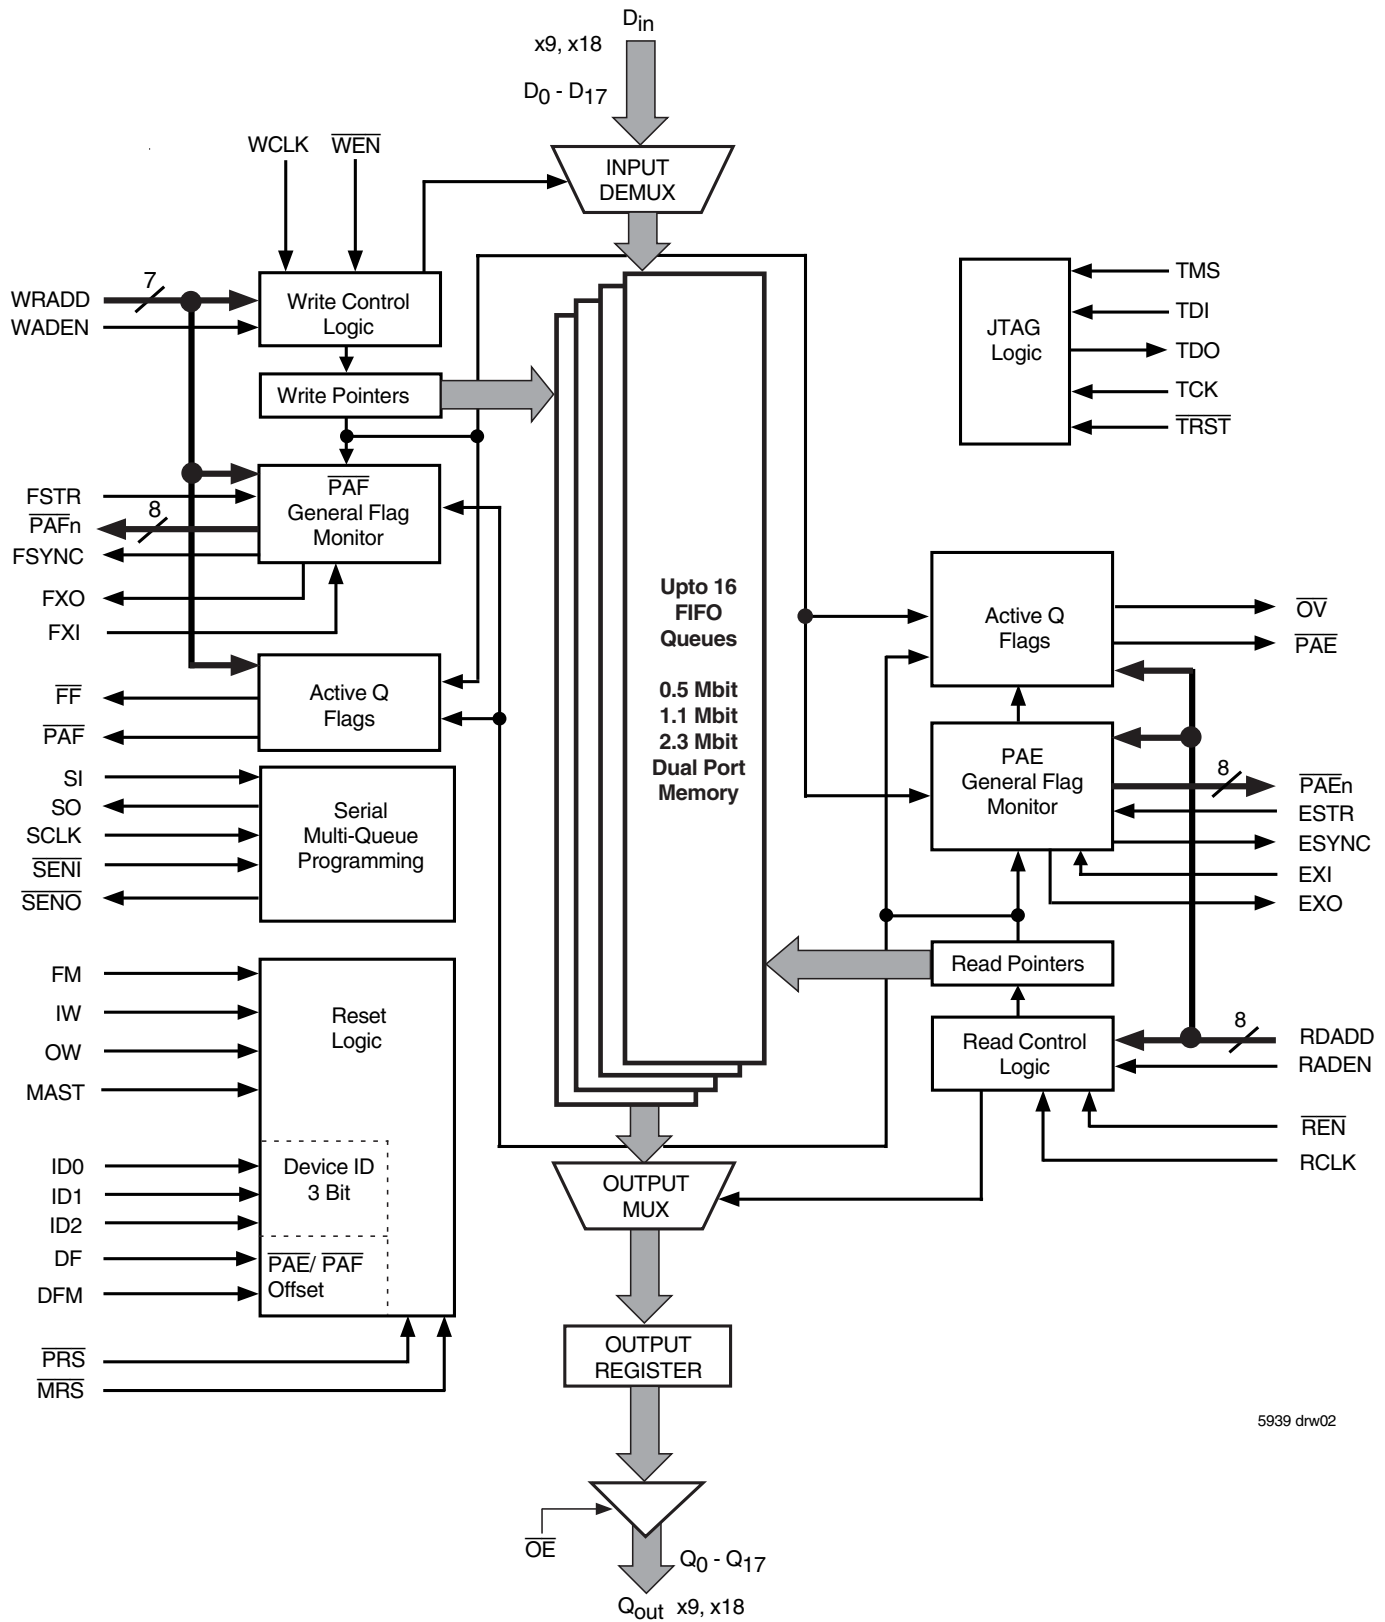 Din
x9, x18
D0 - D17
WCLK
WEN
INPUT
DEMUX
7
WRADD
WADEN
Write Control
Logic
Write Pointers
TMS
TDI
JTAG
Logic
TDO
TCK
TRST
FSTR
PAFn
8
FSYNC
FXO
FXI
PAF
General Flag
Monitor
FF
PAF
Active Q
Flags
Upto 16
FIFO
Queues
0.5 Mbit
1.1 Mbit
2.3 Mbit
Dual Port
Memory
Active Q
Flags
OV
PAE
PAE
General Flag
Monitor
8
PAEn
ESTR
ESYNC
EXI
EXO
SI
SO
SCLK
SENI
SENO
Serial
Multi-Queue
Programming
Read Pointers
Read Control
Logic
8
RDADD
RADEN
REN
RCLK
FM
IW
OW
MAST
Reset
Logic
ID0
ID1
ID2
Device ID
3 Bit
DF
DFM
PAE/ PAF
Offset
PRS
MRS
OUTPUT
MUX
OUTPUT
REGISTER
5939 drw02
OE
Q0 - Q17
Qout x9, x18